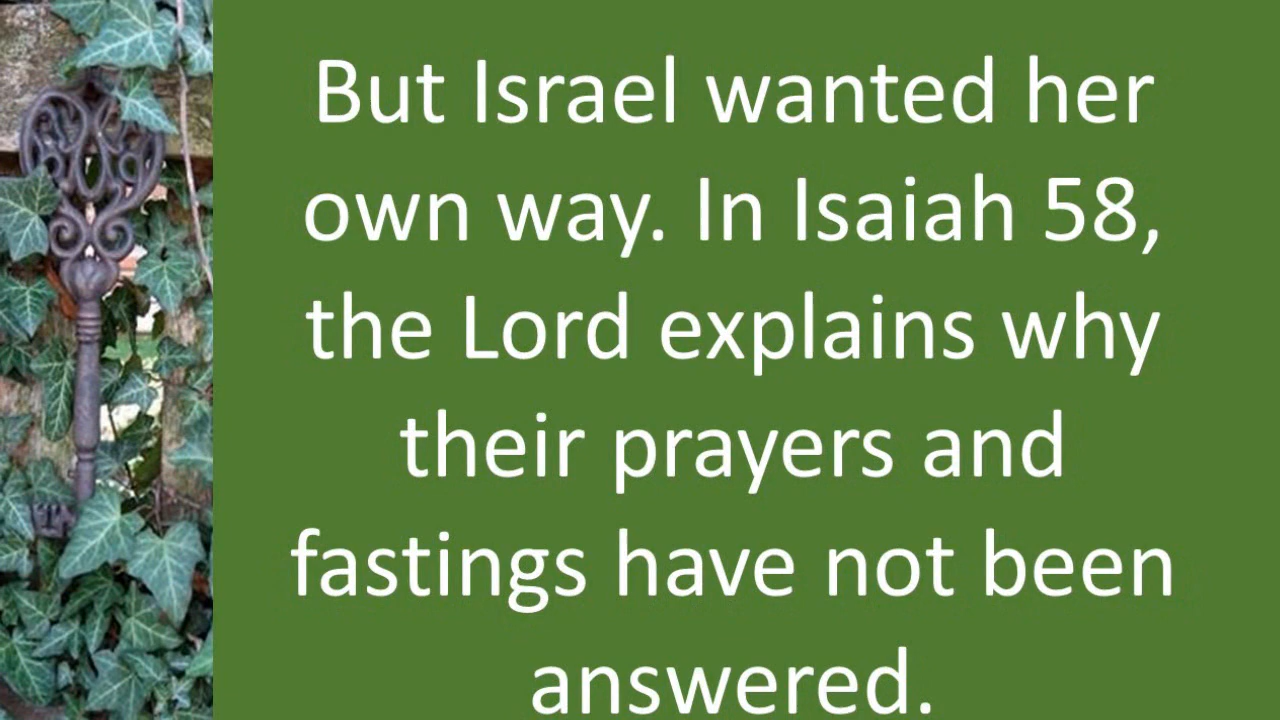 But Israel wanted her
own way. In Isaiah 58,
the Lord explains why
their prayers and
fastings have not been
answered.